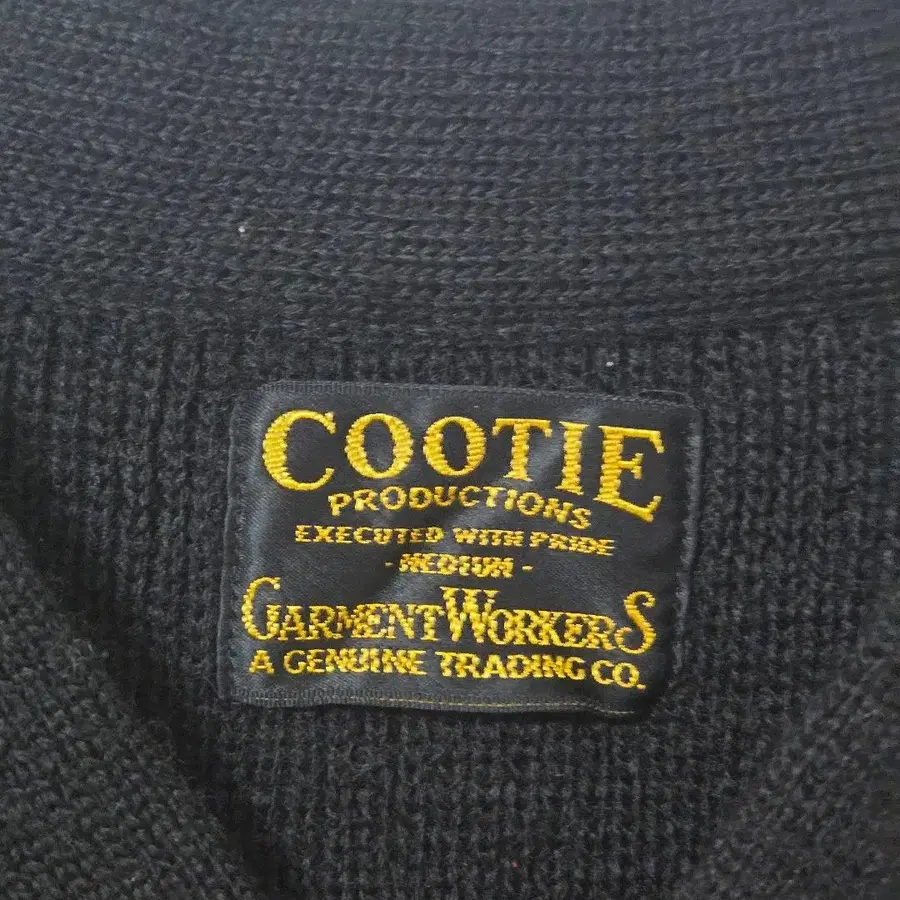 COOTIE
PRODUCTIONS
EXECUTED WITH PRIDE
- MEDIUM -
GARMENTWORKERS
A GENUINE TRADING CO.